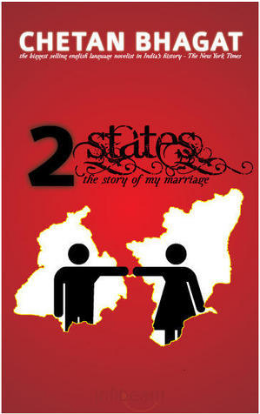 CHETAN BHAGAT
the biggest selling english language novelist in India's history - The New York Times
2 states
the story of my marriage